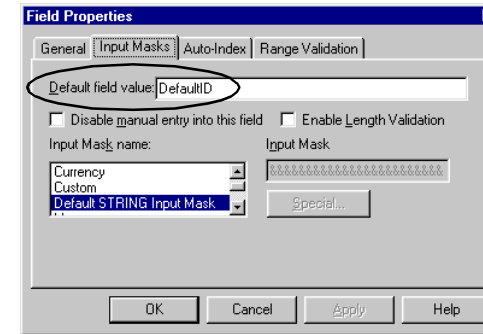 Field Properties
General Input Masks Auto-Index Range Validation
Default field value: DefaultID
Disable manual entry into this field Enable Length Validation
Input Mask name: Input Mask
Currency
Custom
Default STRING Input Mask
&&&&&&&&&&&&&&&&&&&&&&&&
Special...
OK Cancel Apply Help